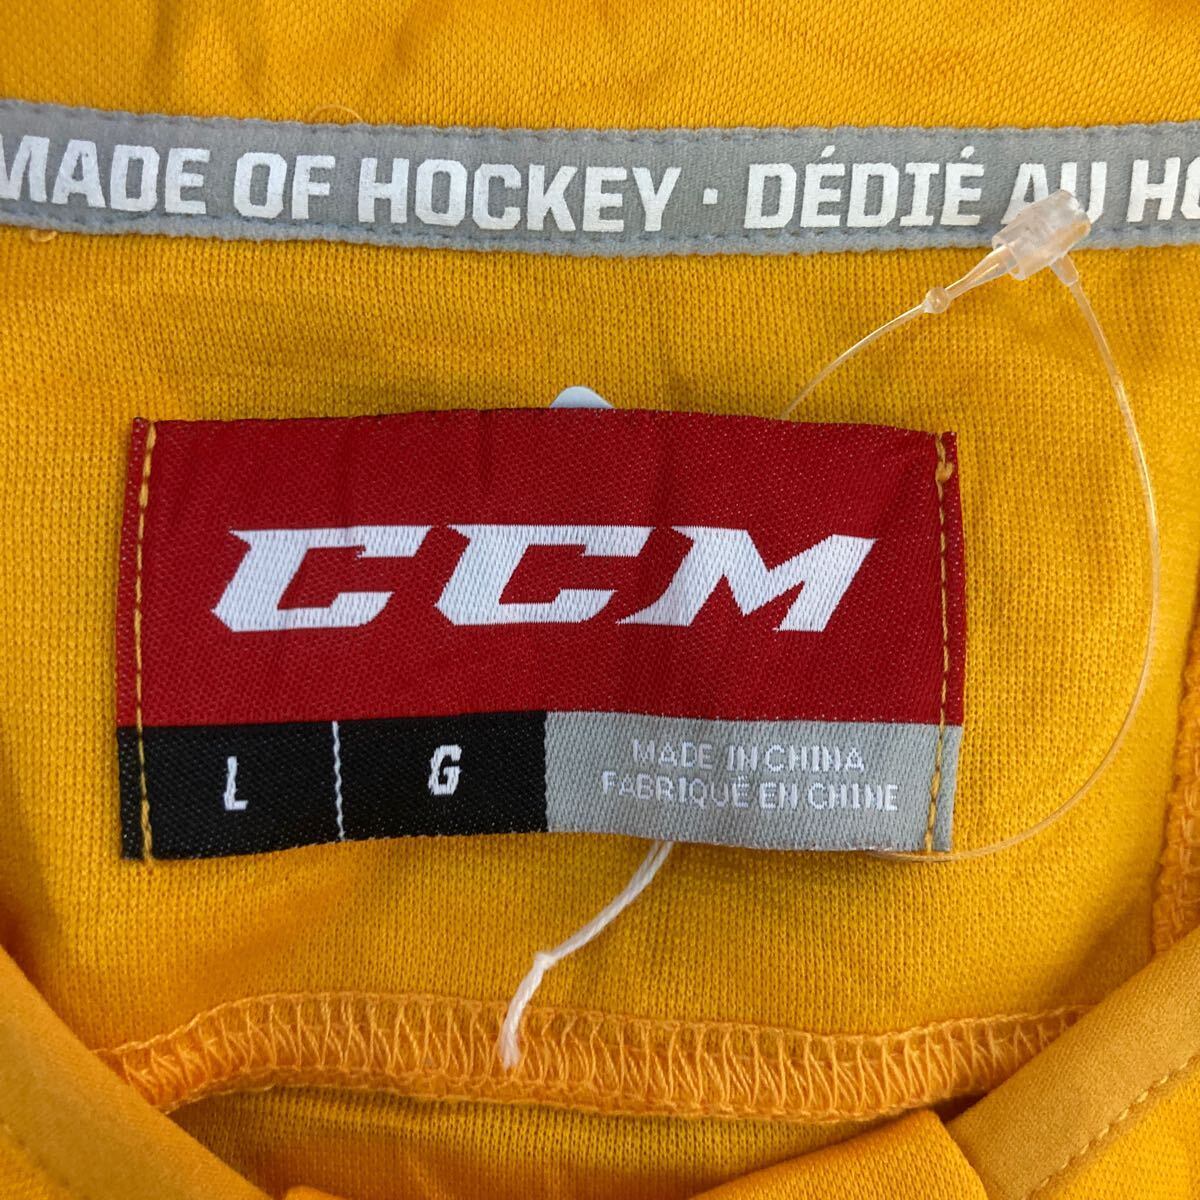 MADE OF HOCKEY · DÉDIÉ AU HO
CCM
L G
MADE IN CHINA
FABRIQUÉ EN CHINE